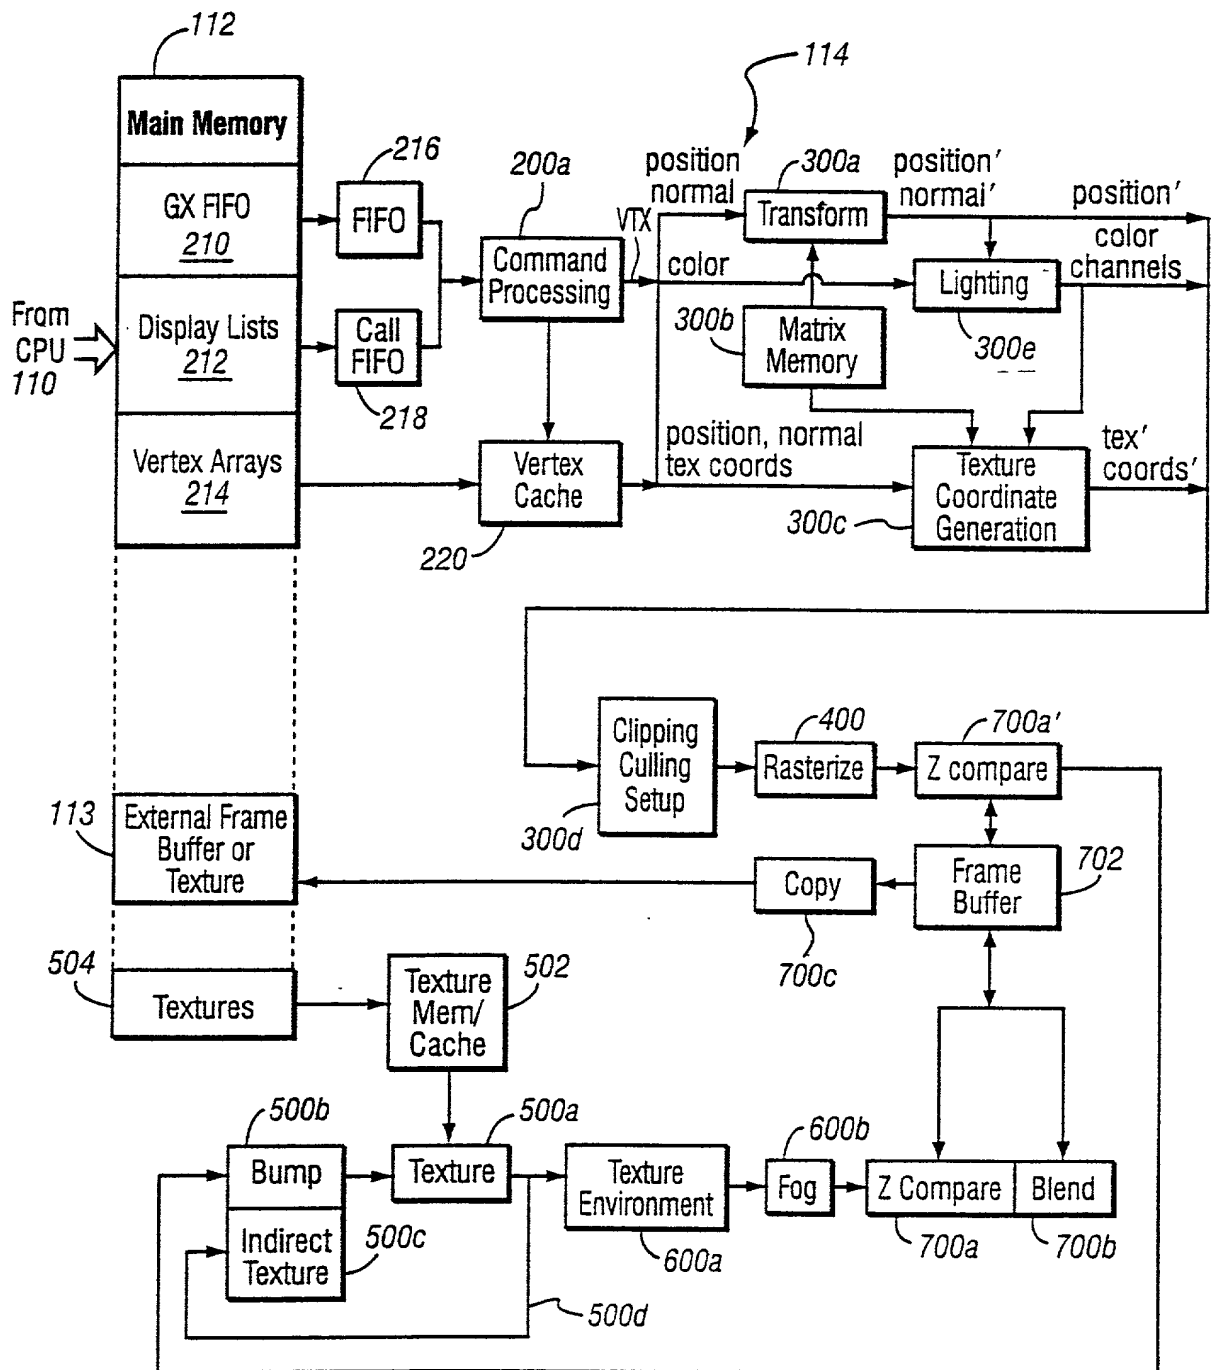 112
114
Main Memory
216
200a
position
normal
300a
position′
normal′
position′
GX FIFO
210
FIFO
VTX
Transform
color
channels
Command
Processing
color
Lighting
From
CPU
110
Display Lists
212
Call
FIFO
300b
Matrix
Memory
300e
218
Vertex Arrays
214
Vertex
Cache
position, normal
tex coords
Texture
Coordinate
Generation
tex′
coords′
300c
220
Clipping
Culling
Setup
400
700a′
Rasterize
Z compare
300d
113
External Frame
Buffer or
Texture
Copy
Frame
Buffer
702
700c
504
Textures
Texture
Mem/
Cache
502
500b
500a
600b
Bump
Texture
Texture
Environment
Fog
Z Compare
Blend
Indirect
Texture
500c
600a
700a
700b
500d